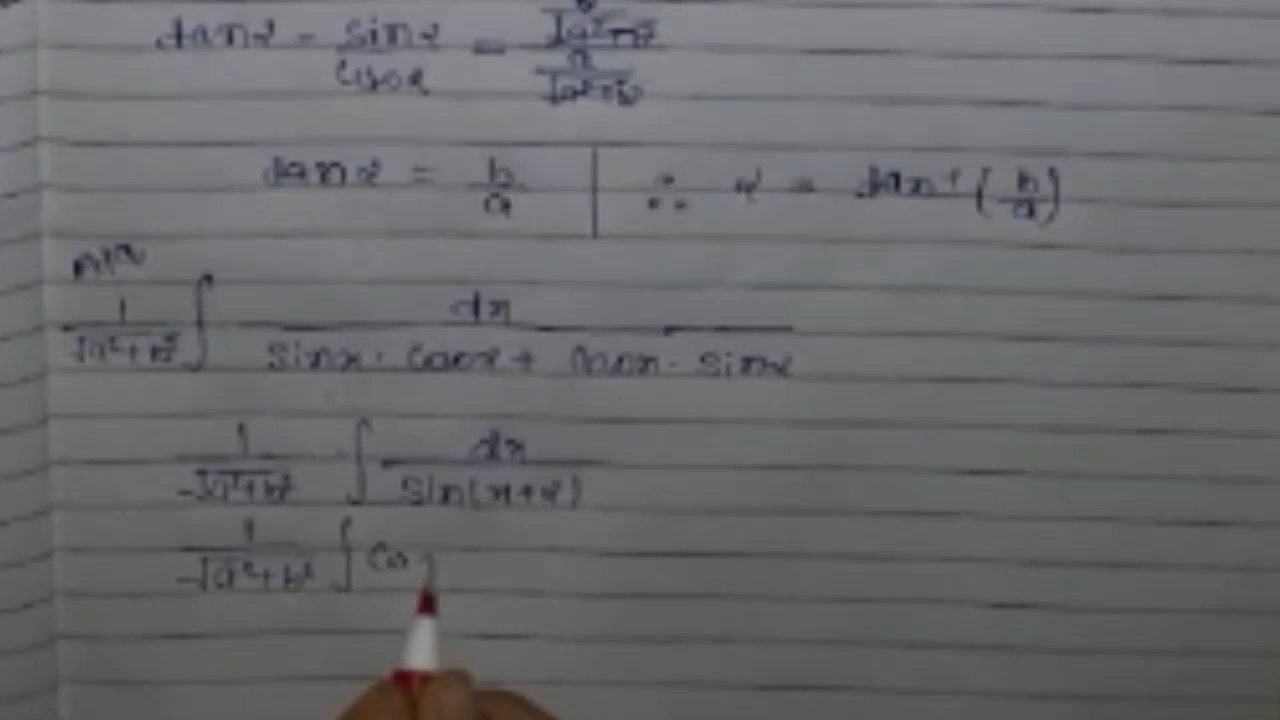 tanα = sinα / cosα = b/√a²+b² / a/√a²+b²
tanα = b/a | ∴ α = tan⁻¹(b/a)
1/√a²+b² ∫ dx / sinx · cosα + cosx · sinα
1/√a²+b² ∫ dx / sin(x+α)
1/√a²+b² ∫ co